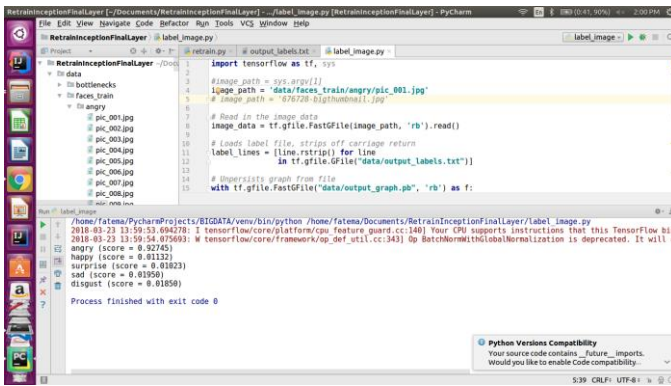 RetrainInceptionFinalLayer [~/Documents/RetrainInceptionFinalLayer] - .../label_image.py [RetrainInceptionFinalLayer] - PyCharm
En
(0:41, 90%)
2:00 PM
File Edit View Navigate Code Refactor Run Tools VCS Window Help
RetrainInceptionFinalLayer
label_image.py
label_image
Project
retrain.py
output_labels.txt
label_image.py
RetrainInceptionFinalLayer ~/Doc
data
bottlenecks
faces_train
angry
pic_001.jpg
pic_002.jpg
pic_003.jpg
pic_004.jpg
pic_005.jpg
pic_006.jpg
pic_007.jpg
pic_008.jpg
pic_009.jpg
1 import tensorflow as tf, sys
2
3 #image_path = sys.argv[1]
4 image_path = 'data/faces_train/angry/pic_001.jpg'
5 # image_path = '676728-bigthumbnail.jpg'
6
7 # Read in the image_data
8 image_data = tf.gfile.FastGFile(image_path, 'rb').read()
9
10 # Loads label file, strips off carriage return
11 label_lines = [line.rstrip() for line
12 in tf.gfile.GFile("data/output_labels.txt")]
13
14 # Unpersists graph from file
15 with tf.gfile.FastGFile("data/output_graph.pb", 'rb') as f:
Run label_image
/home/fatema/PycharmProjects/BIGDATA/venv/bin/python /home/fatema/Documents/RetrainInceptionFinalLayer/label_image.py
2018-03-23 13:59:53.694278: I tensorflow/core/platform/cpu_feature_guard.cc:140] Your CPU supports instructions that this TensorFlow bi
2018-03-23 13:59:54.075693: W tensorflow/core/framework/op_def_util.cc:343] Op BatchNormWithGlobalNormalization is deprecated. It will
angry (score = 0.92745)
happy (score = 0.01132)
surprise (score = 0.01023)
sad (score = 0.01950)
disgust (score = 0.01850)
Process finished with exit code 0
Python Versions Compatibility
Your source code contains __future__ imports.
Would you like to enable Code compatibility...
5:39 CRLF UTF-8